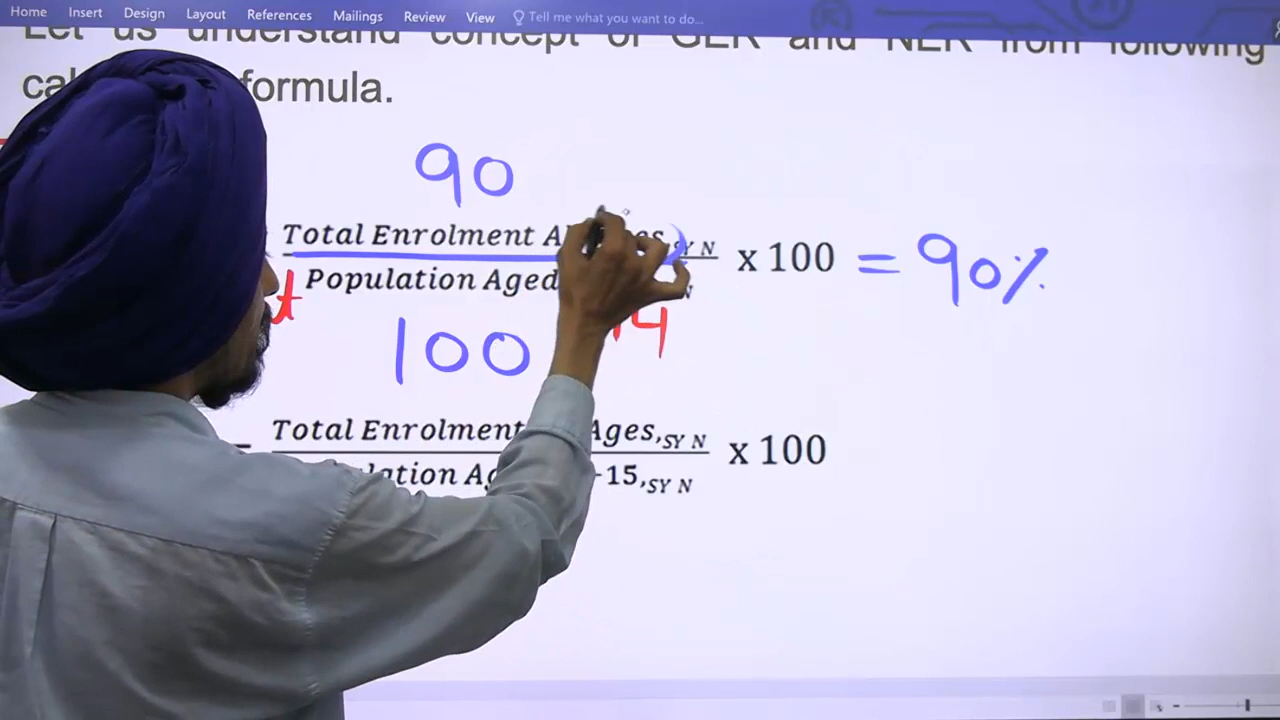 Home Insert Design Layout References Mailings Review View Tell me what you want to do...
Let us understand concept of GER and NER from following
formula.
90
Total Enrolment
SY N
x 100 = 90%
Population Aged
14
100
Total Enrolment Ages,SY N
x 100
-15,SY N